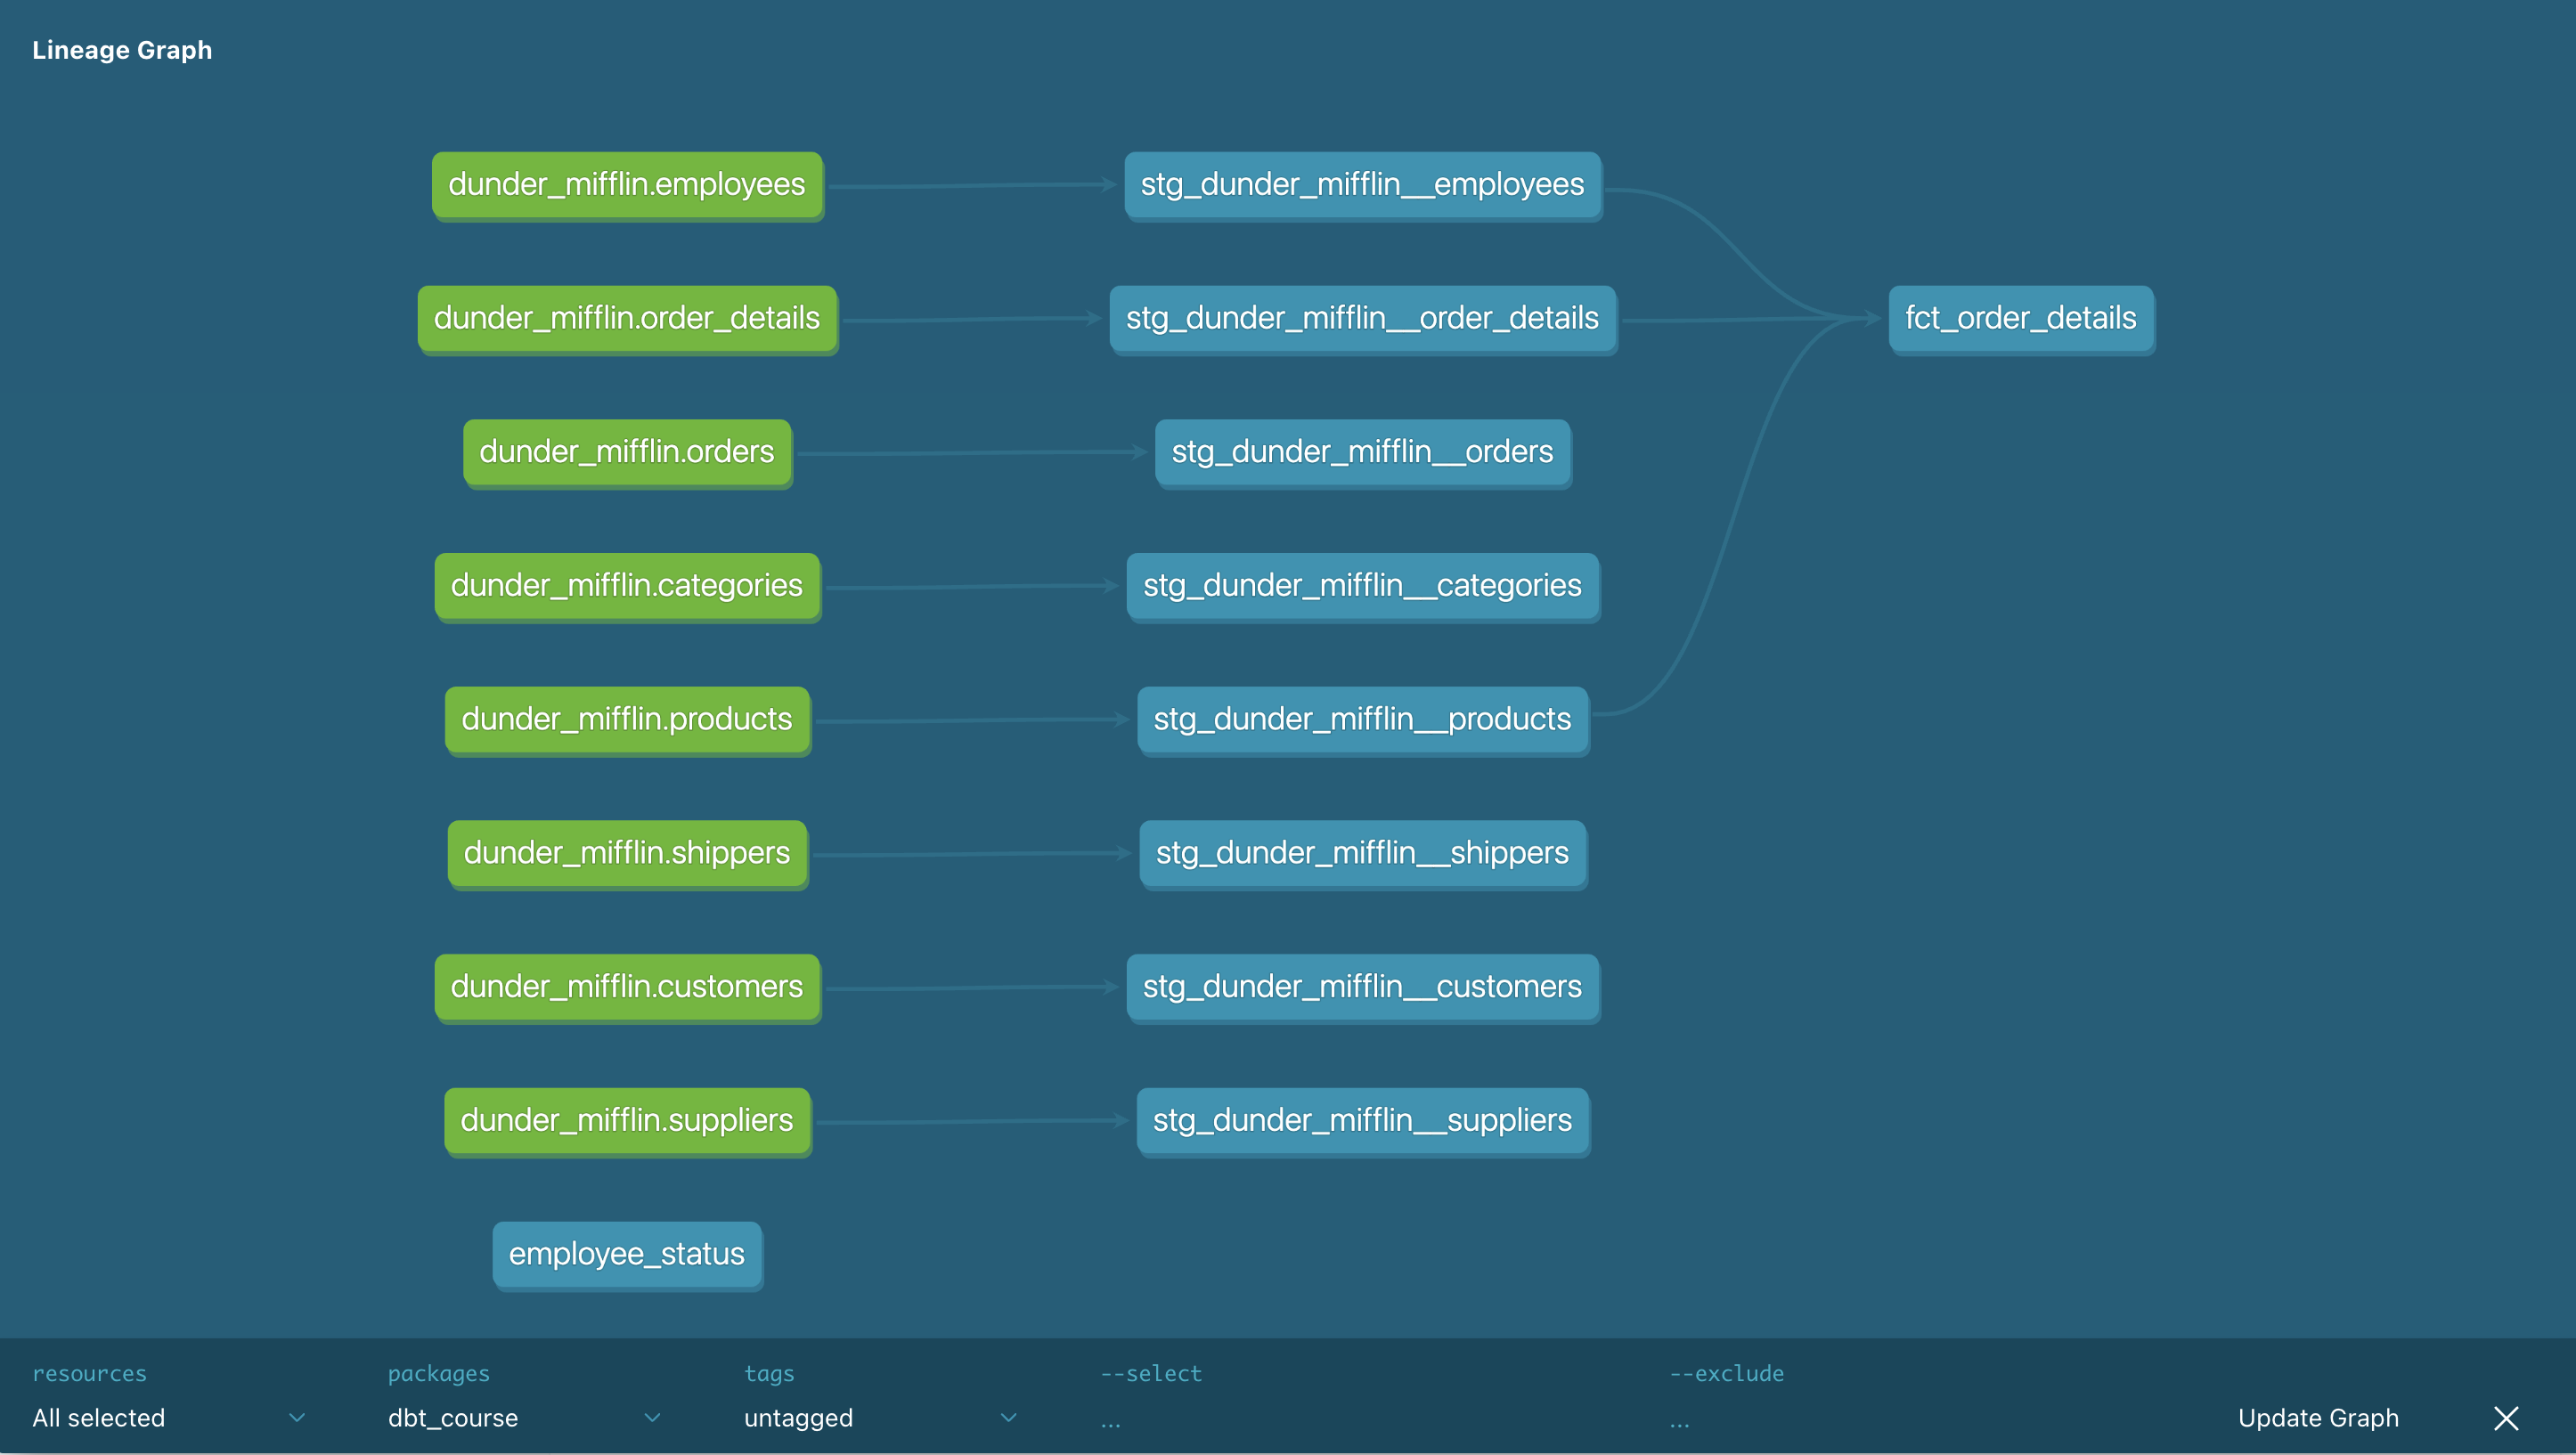 Lineage Graph
dunder_mifflin.employees
stg_dunder_mifflin__employees
dunder_mifflin.order_details
stg_dunder_mifflin__order_details
fct_order_details
dunder_mifflin.orders
stg_dunder_mifflin__orders
dunder_mifflin.categories
stg_dunder_mifflin__categories
dunder_mifflin.products
stg_dunder_mifflin__products
dunder_mifflin.shippers
stg_dunder_mifflin__shippers
dunder_mifflin.customers
stg_dunder_mifflin__customers
dunder_mifflin.suppliers
stg_dunder_mifflin__suppliers
employee_status
resources
All selected
packages
dbt_course
tags
untagged
--select
...
--exclude
...
Update Graph